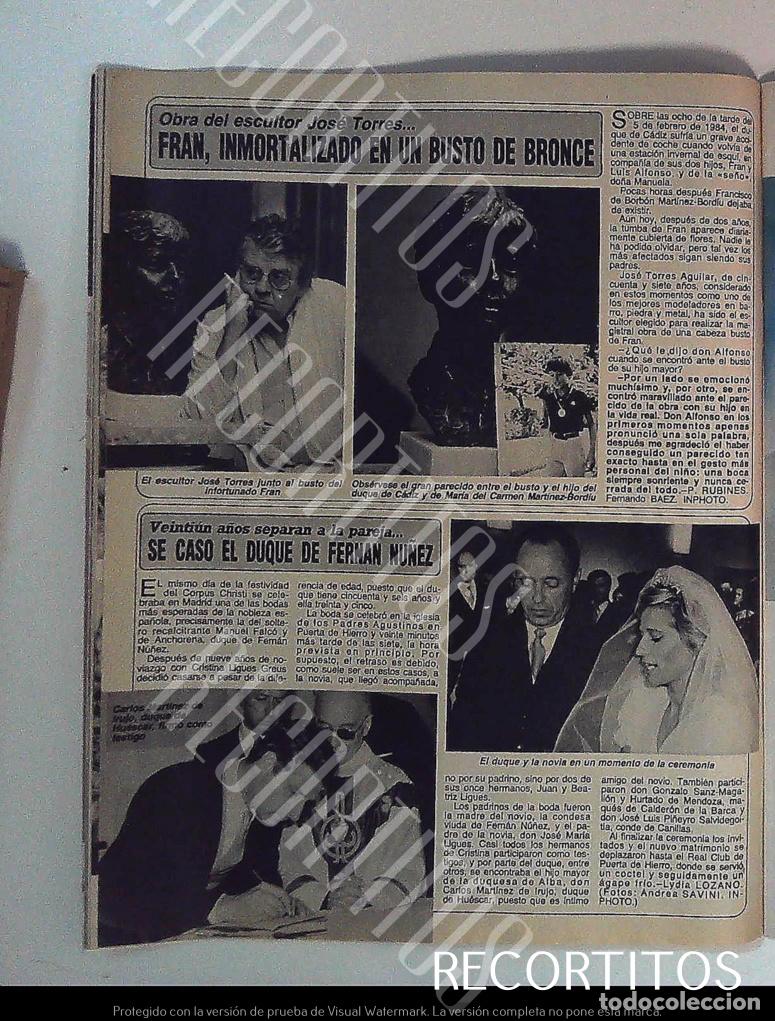 Obra del escultor José Torres...
FRAN, INMORTALIZADO EN UN BUSTO DE BRONCE
El escultor José Torres junto al busto del
infortunado Fran
Obsérvese el gran parecido entre el busto y el hijo del
duque de Cádiz y de María del Carmen Martínez-Bordíu
SOBRE las ocho de la tarde del
5 de febrero de 1984, el du-
que de Cádiz sufría un grave acci-
dente de coche cuando volvía de
una estación invernal de esquí, en
compañía de sus dos hijos, Fran y
Luis Alfonso, y de la «seño»
doña Manuela.
Pocas horas después Francisco
de Borbón Martínez-Bordiu dejaba
de existir.
Aún hoy, después de dos años,
la tumba de Fran aparece diaria-
mente cubierta de flores. Nadie le
ha podido olvidar, pero tal vez los
más afectados sigan siendo sus
padres.
José Torres Aguilar, de cin-
cuenta y siete años, considerado
en estos momentos como uno de
los mejores modeladores en ba-
rro, piedra y metal, ha sido el es-
cultor elegido para realizar la ma-
gistral obra de una cabeza busto
de Fran.
—¿Qué le dijo don Alfonso
cuando se encontró ante el busto
de su hijo mayor?
—Por un lado se emocionó
muchísimo y, por otro, se en-
contró maravillado ante el pare-
cido de la obra con su hijo en
la vida real. Don Alfonso en los
primeros momentos apenas
pronunció una sola palabra,
después me agradeció el haber
conseguido un parecido tan
exacto hasta en el gesto más
personal del niño: una boca
siempre sonriente y nunca ce-
rrada del todo.—P. RUBINES.
Fernando BAEZ. INPHOTO.
Veintiún años separan a la pareja...
SE CASO EL DUQUE DE FERNAN NUÑEZ
EL mismo día de la festividad
del Corpus Christi se cele-
braba en Madrid una de las bodas
más esperadas de la nobleza es-
pañola, precisamente la del solte-
ro recalcitrante Manuel Falcó y
de Anchorena, duque de Fernán
Núñez.
Después de nueve años de no-
viazgo con Cristina Ligues Greus
decidió casarse a pesar de la dife-
rencia de edad, puesto que el du-
que tiene cincuenta y seis años y
ella treinta y cinco.
La boda se celebró en la iglesia
de los Padres Agustinos en
Puerta de Hierro y veinte minutos
más tarde de las siete, la hora
prevista en principio. Por
supuesto, el retraso es debido,
como suele ser en estos casos, a
la novia, que llegó acompañada,
Carlos Martínez de
Irujo, duque de
Huéscar, firmó como
testigo
El duque y la novia en un momento de la ceremonia
no por su padrino, sino por dos de
sus once hermanos, Juan y Bea-
triz Ligues.
Los padrinos de la boda fueron
la madre del novio, la condesa
viuda de Fernán Núñez, y el pa-
dre de la novia, don José María
Ligues. Casi todos los hermanos
de Cristina participaron como tes-
tigos, y por parte del duque, entre
otros, se encontraba el hijo mayor
de la duquesa de Alba, don
Carlos Martínez de Irujo, duque
de Huéscar, puesto que es íntimo
amigo del novio. También partici-
paron don Gonzalo Sanz-Maga-
llón y Hurtado de Mendoza, mar-
qués de Calderón de la Barca y don
José Luis Piñeyro Salvidego-
tia, conde de Canillas.
Al finalizar la ceremonia los invi-
tados y el nuevo matrimonio se
desplazaron hasta el Real Club de
Puerta de Hierro, donde se sirvió
un coctel y seguidamente un
ágape frío.—Lydia LOZANO.
(Fotos: Andrea SAVINI. IN-
PHOTO.)
RECORTITOS
RECORTITOS
RECORTITOS
RECORTITOS
todocoleccion
Protegido con la versión de prueba de Visual Watermark. La versión completa no pone esta marca.